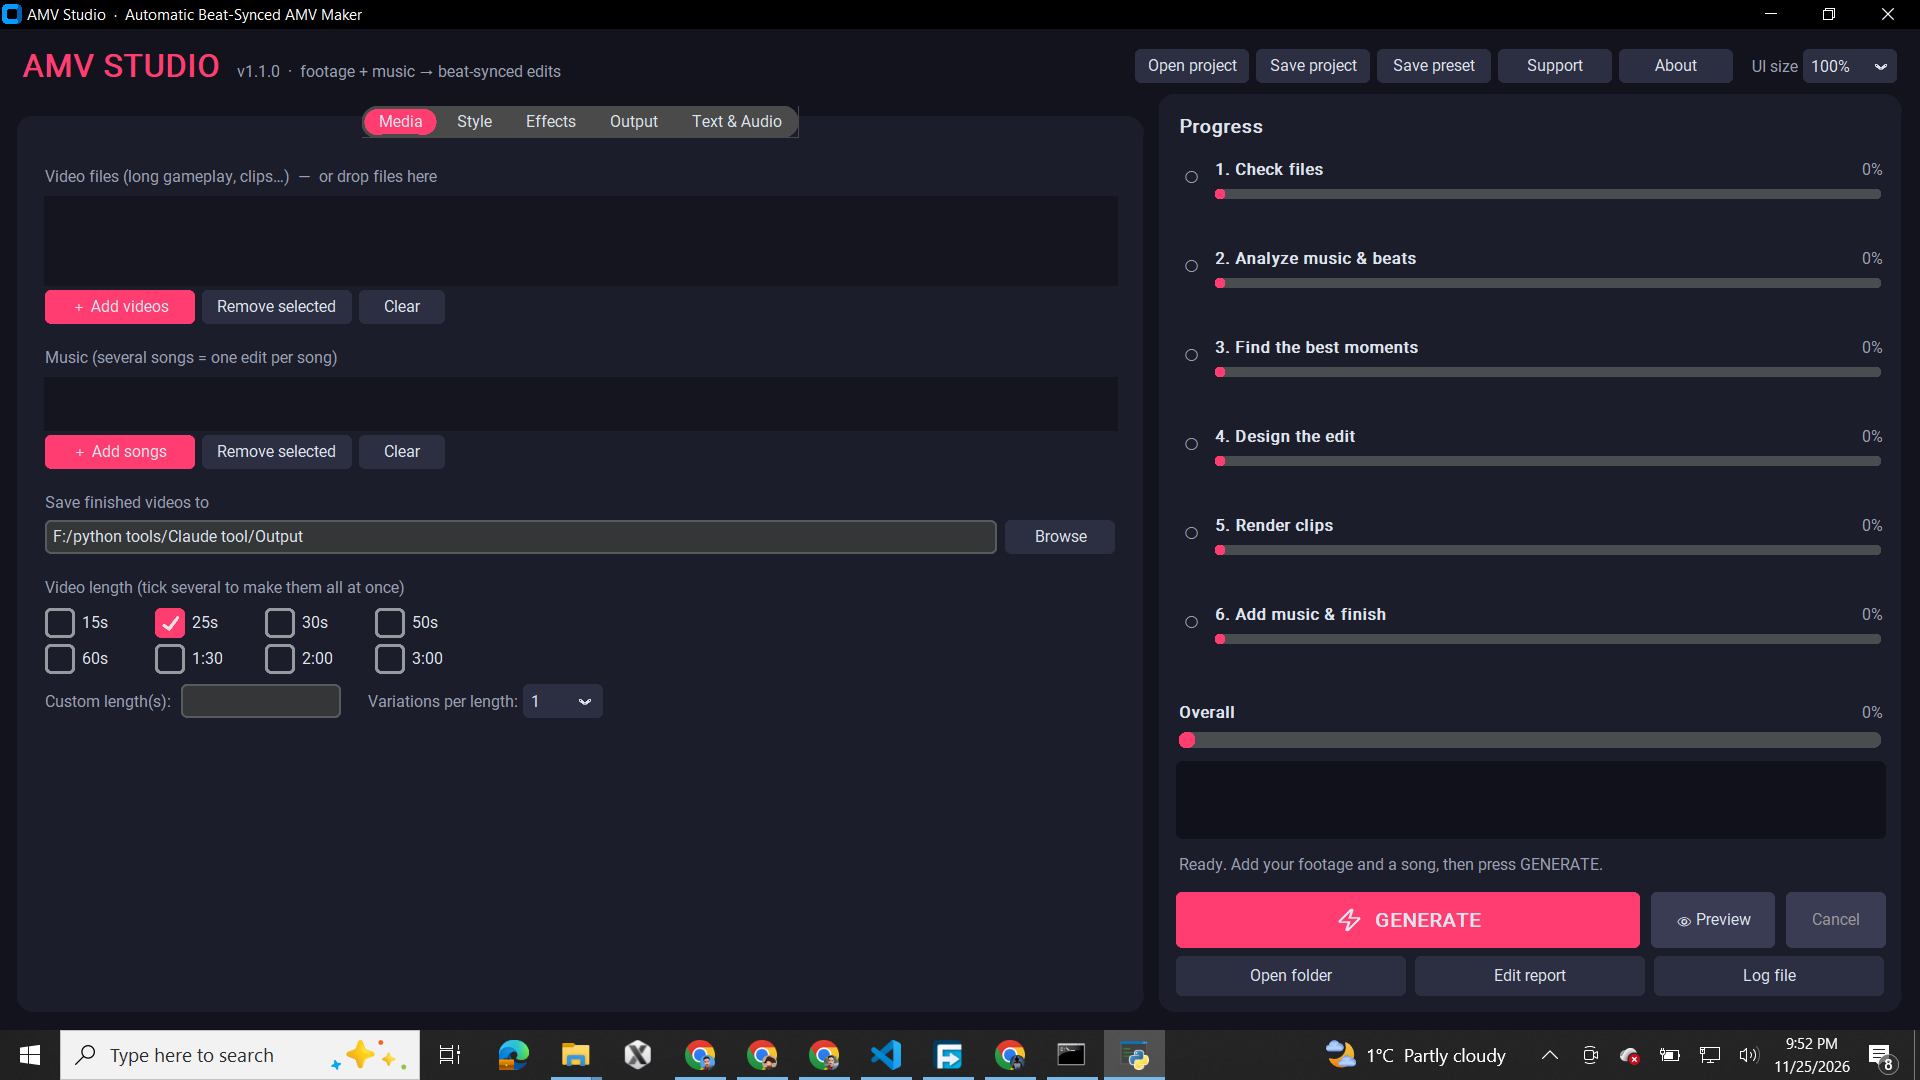 AMV Studio · Automatic Beat-Synced AMV Maker
AMV STUDIO v1.1.0 · footage + music → beat-synced edits
Open project Save project Save preset Support About UI size 100%
Media Style Effects Output Text & Audio
Video files (long gameplay, clips…) — or drop files here
+ Add videos Remove selected Clear
Music (several songs = one edit per song)
+ Add songs Remove selected Clear
Save finished videos to
F:/python tools/Claude tool/Output Browse
Video length (tick several to make them all at once)
15s 25s 30s 50s
60s 1:30 2:00 3:00
Custom length(s): Variations per length: 1
Progress
1. Check files 0%
2. Analyze music & beats 0%
3. Find the best moments 0%
4. Design the edit 0%
5. Render clips 0%
6. Add music & finish 0%
Overall 0%
Ready. Add your footage and a song, then press GENERATE.
GENERATE Preview Cancel
Open folder Edit report Log file
Type here to search
1°C Partly cloudy
9:52 PM
11/25/2026
8